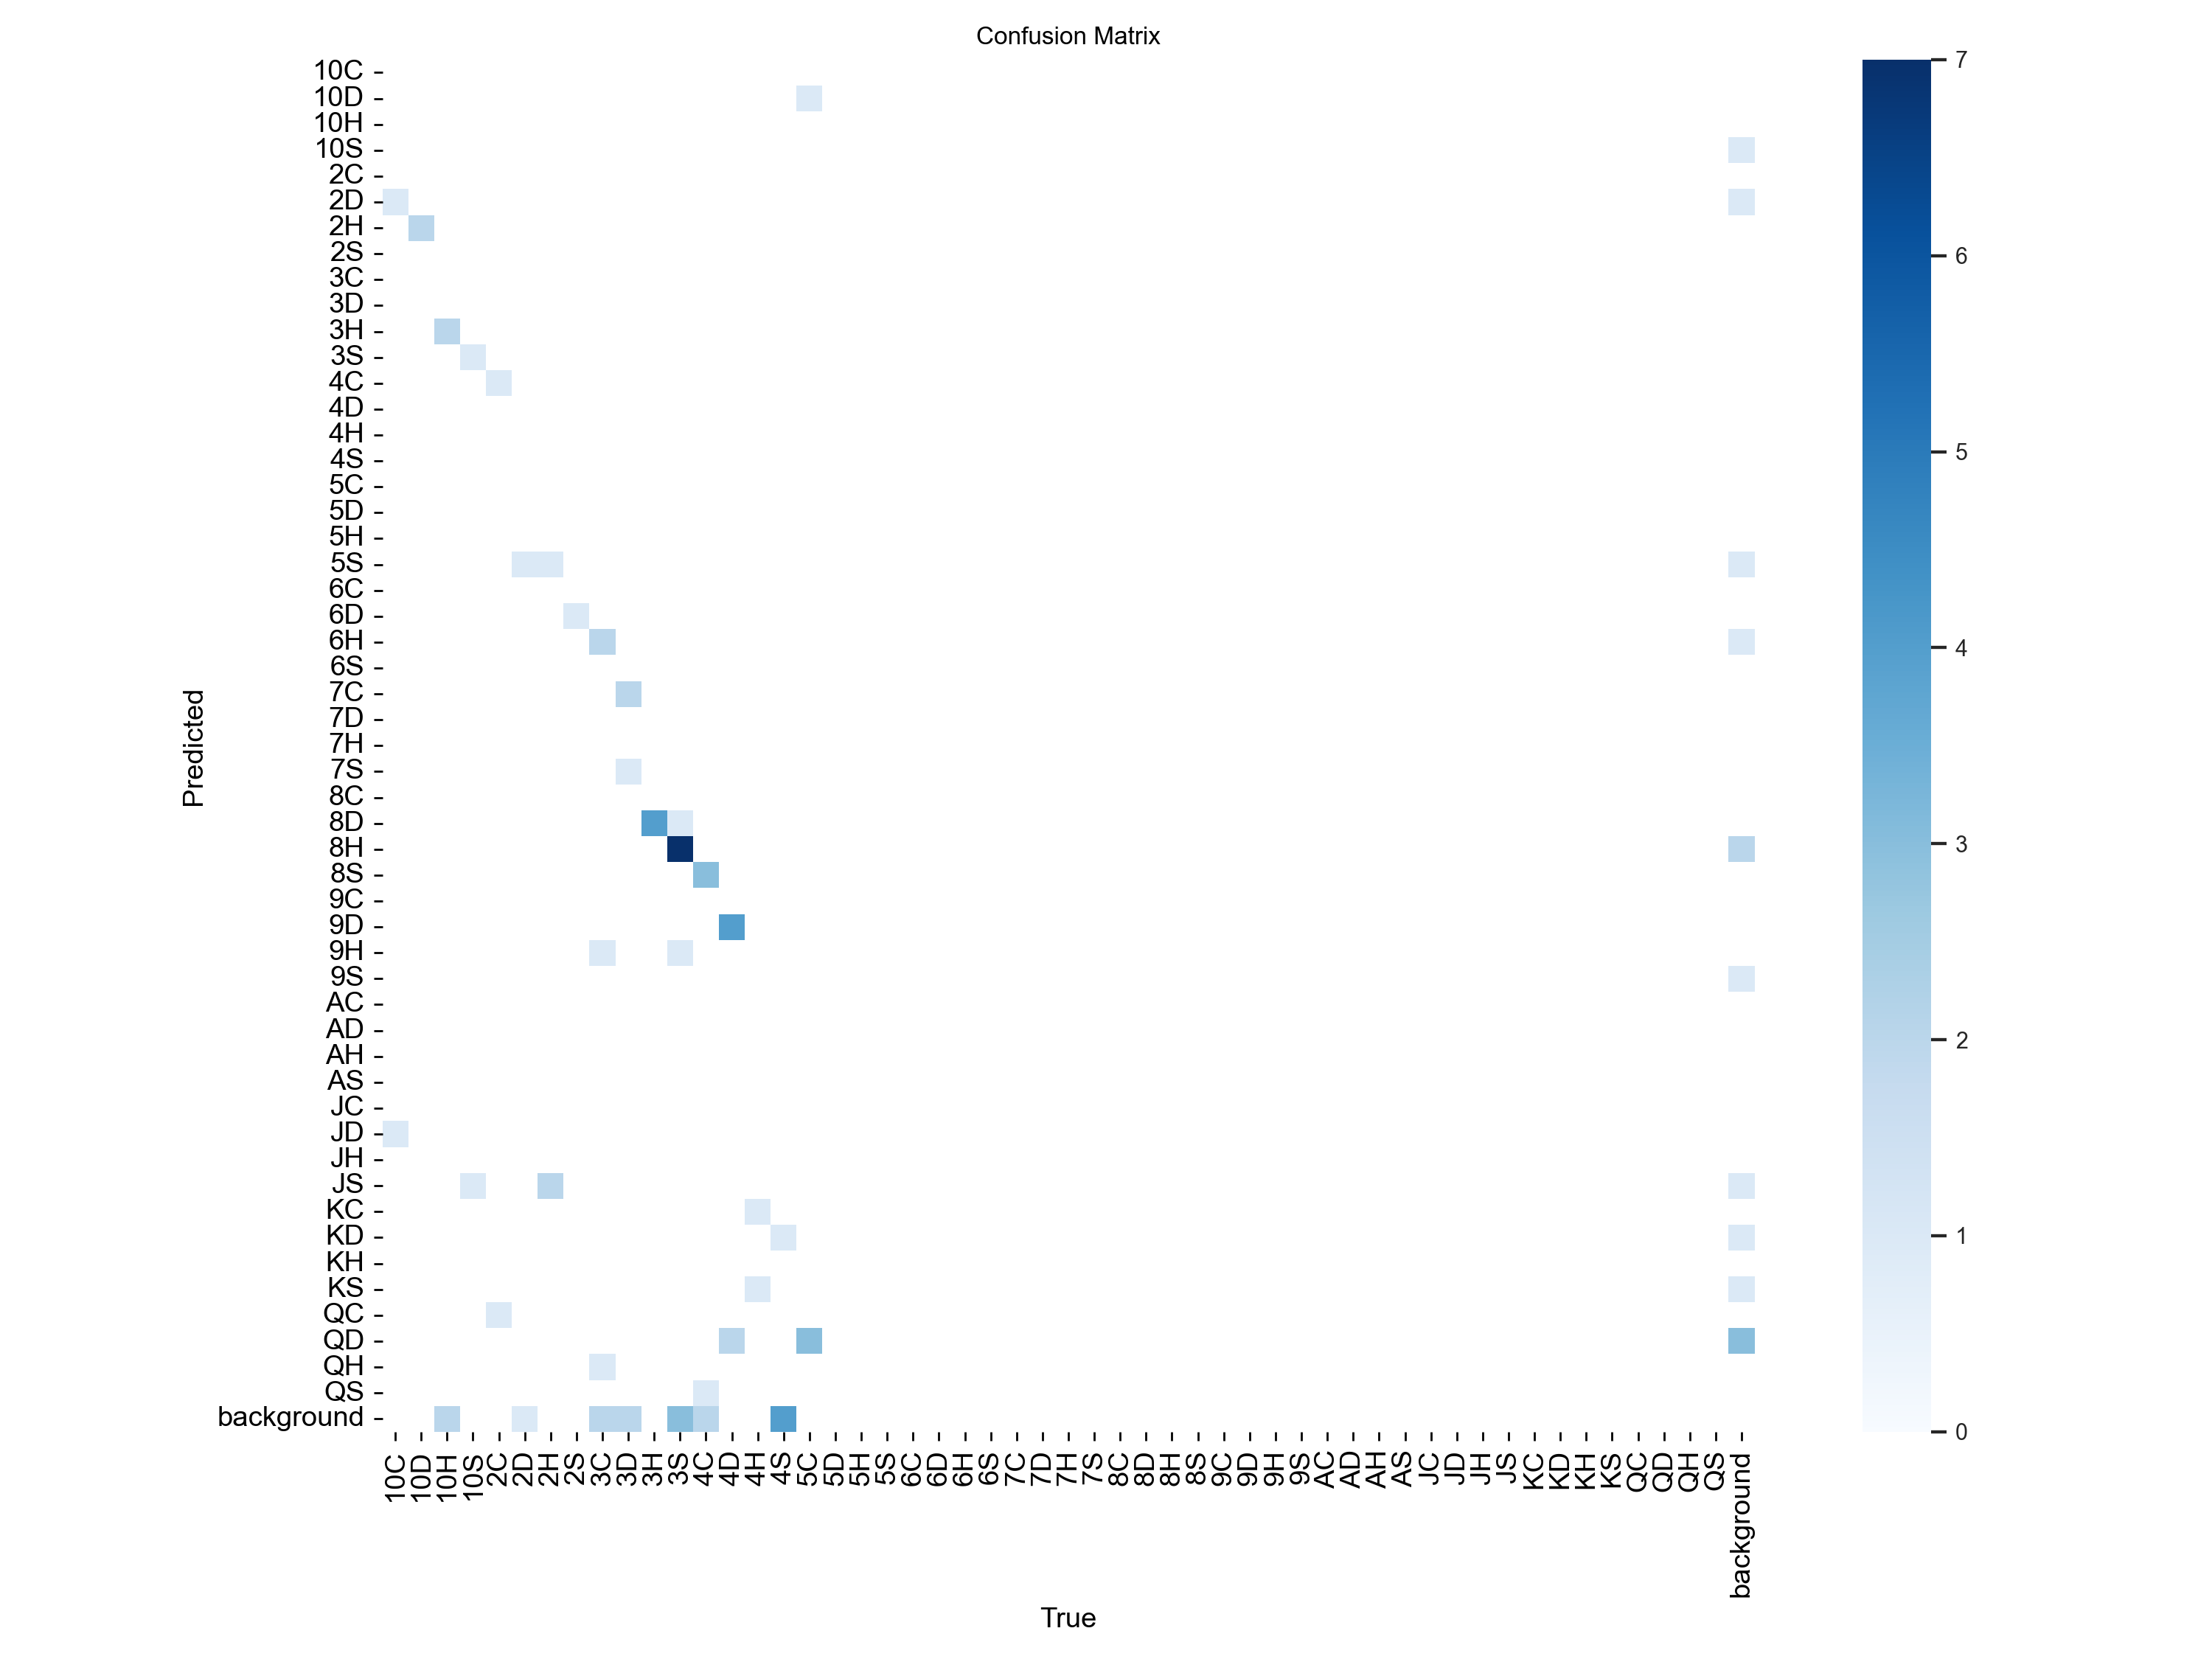 Confusion Matrix
10C
10D
10H
10S
2C
2D
2H
2S
3C
3D
3H
3S
4C
4D
4H
4S
5C
5D
5H
5S
6C
6D
6H
6S
7C
7D
7H
7S
8C
8D
8H
8S
9C
9D
9H
9S
AC
AD
AH
AS
JC
JD
JH
JS
KC
KD
KH
KS
QC
QD
QH
QS
background
Predicted
10C 10D 10H 10S 2C 2D 2H 2S 3C 3D 3H 3S 4C 4D 4H 4S 5C 5D 5H 5S 6C 6D 6H 6S 7C 7D 7H 7S 8C 8D 8H 8S 9C 9D 9H 9S AC AD AH AS JC JD JH JS KC KD KH KS QC QD QH QS background
True
7
6
5
4
3
2
1
0